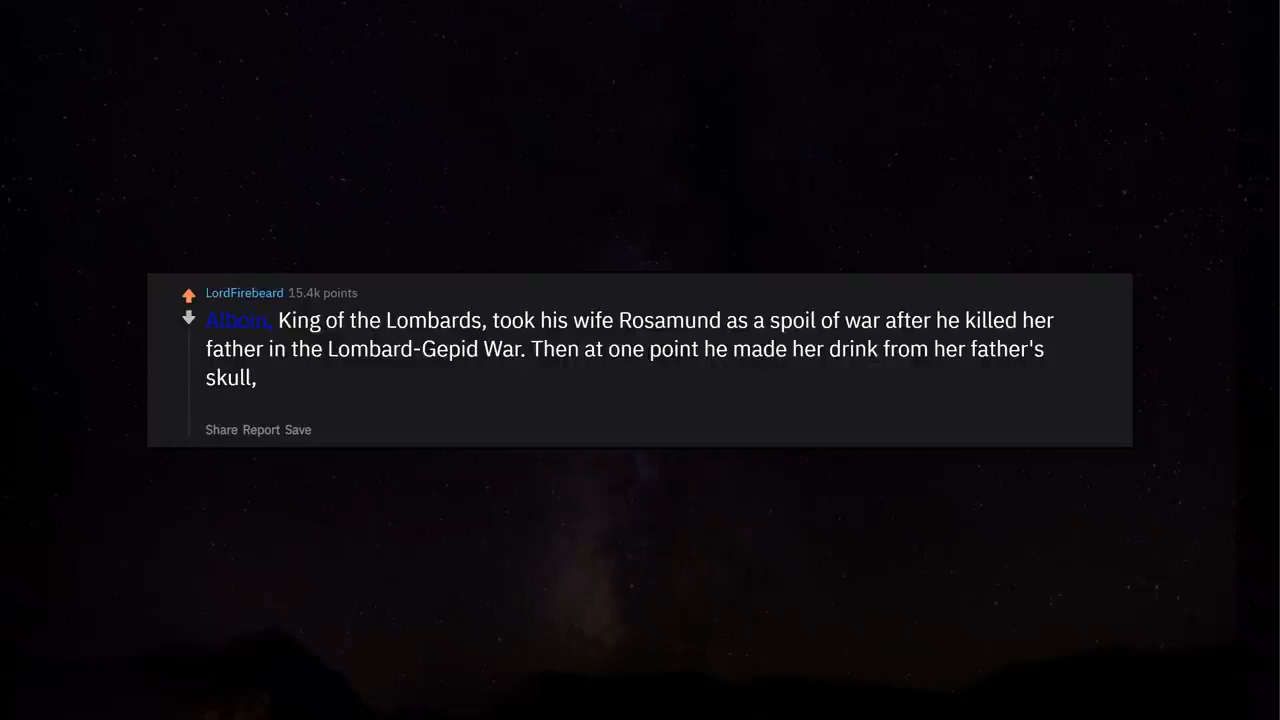 LordFirebeard 15.4k points
Alboin, King of the Lombards, took his wife Rosamund as a spoil of war after he killed her
father in the Lombard-Gepid War. Then at one point he made her drink from her father's
skull,
Share Report Save